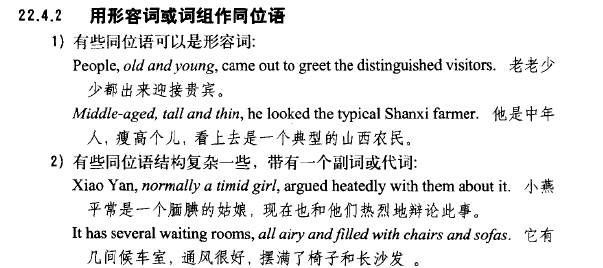 22.4.2 用形容词或词组作同位语
1) 有些同位语可以是形容词:
People, old and young, came out to greet the distinguished visitors. 老老少
少都出来迎接贵宾。
Middle-aged, tall and thin, he looked the typical Shanxi farmer. 他是中年
人, 瘦高个儿, 看上去是一个典型的山西农民。
2) 有些同位语结构复杂一些, 带有一个副词或代词:
Xiao Yan, normally a timid girl, argued heatedly with them about it. 小燕
平常是一个腼腆的姑娘, 现在也和他们热烈地辩论此事。
It has several waiting rooms, all airy and filled with chairs and sofas. 它有
几间候车室, 通风很好, 摆满了椅子和长沙发 。